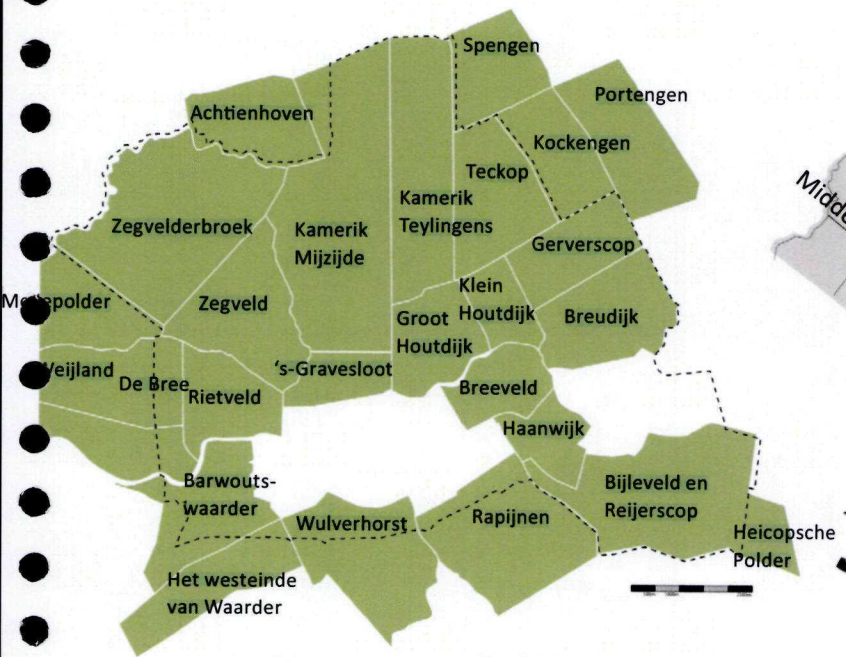 Spengen
Portengen
Achtienhoven
Kockengen
Teckop
Kamerik
Teylingens
Zegvelderbroek
Kamerik
Mijzijde
Gerverscop
Klein
Houtdijk
Zegveld
Groot
Houtdijk
Breudijk
's-Gravesloot
De Bree
Rietveld
Breeveld
Haanwijk
Barwouts-
waarder
Bijleveld en
Reijerscop
Wulverhorst
Rapijnen
Heicopsche
Polder
Het westeinde
van Waarder